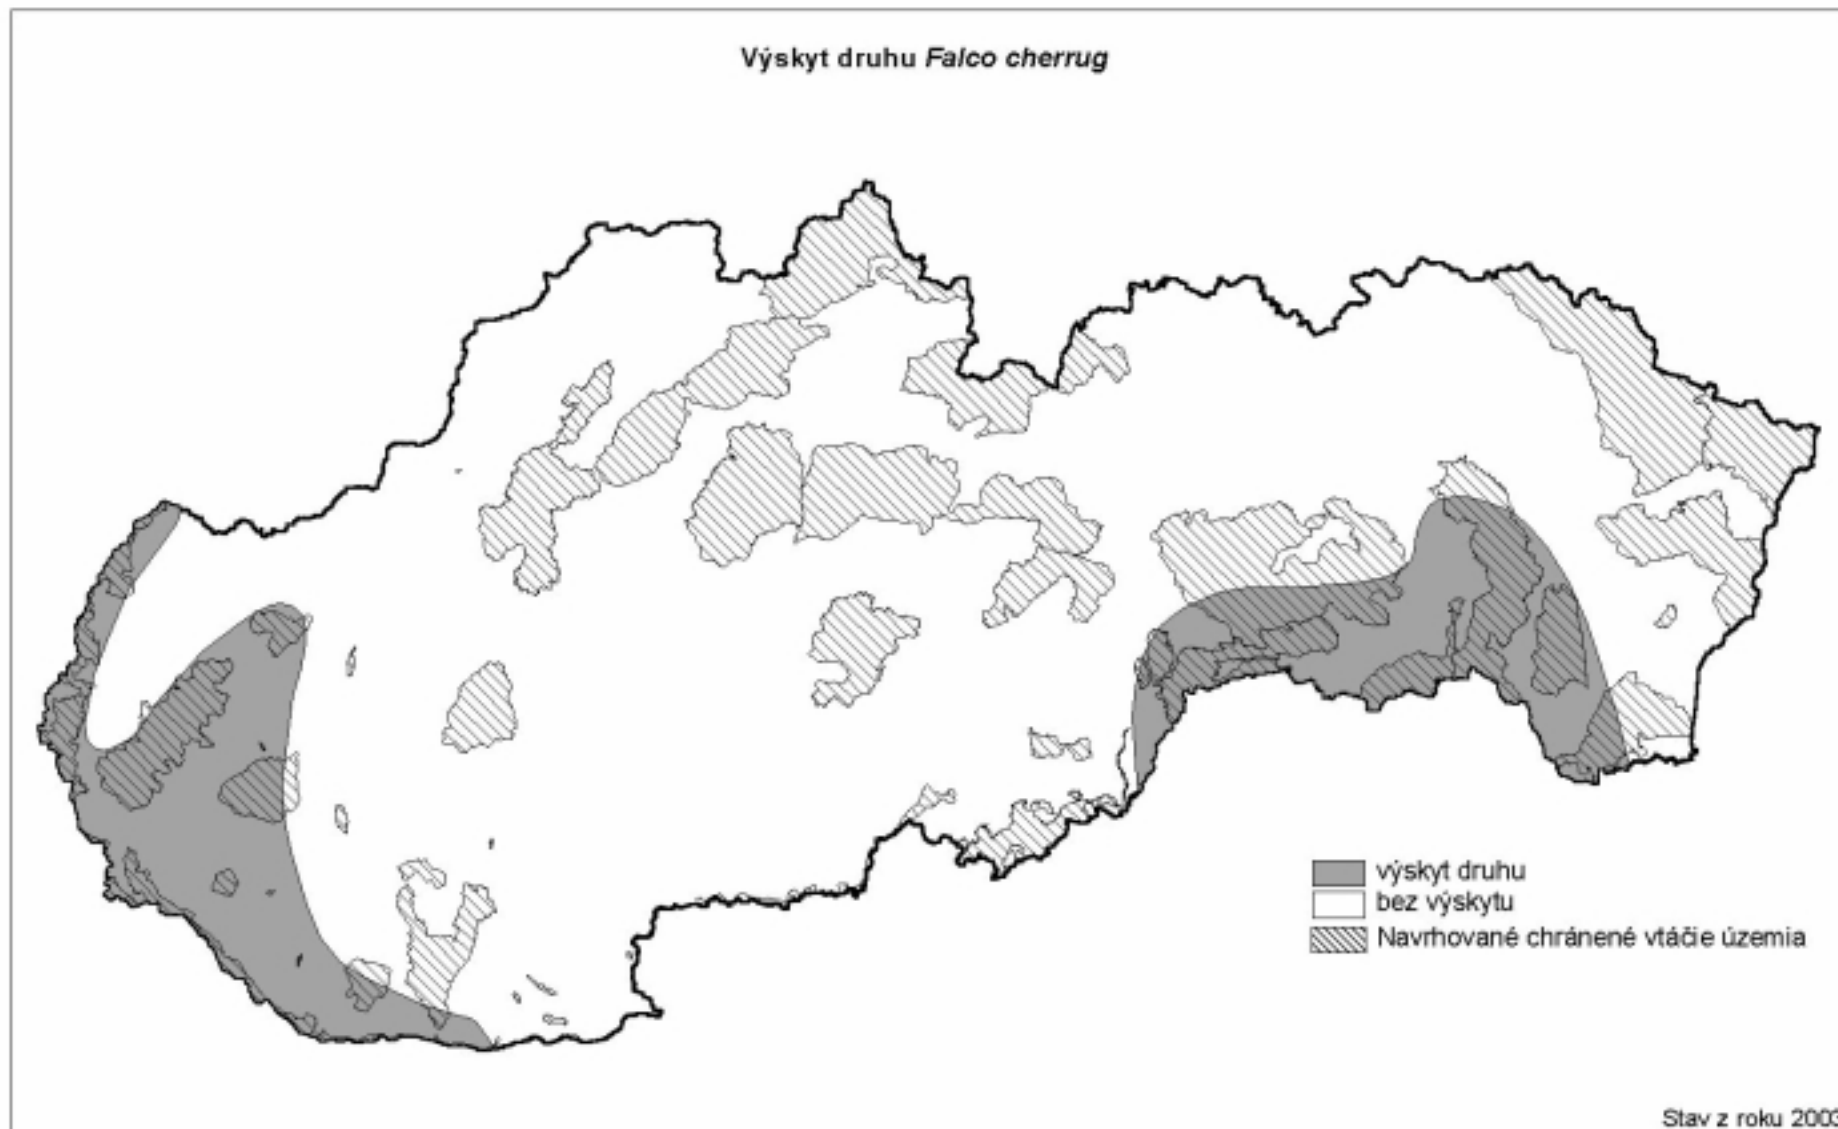 Výskyt druhu Falco cherrug
výskyt druhu
bez výskytu
Navrhované chránené vtáčie územia
Stav z roku 2003